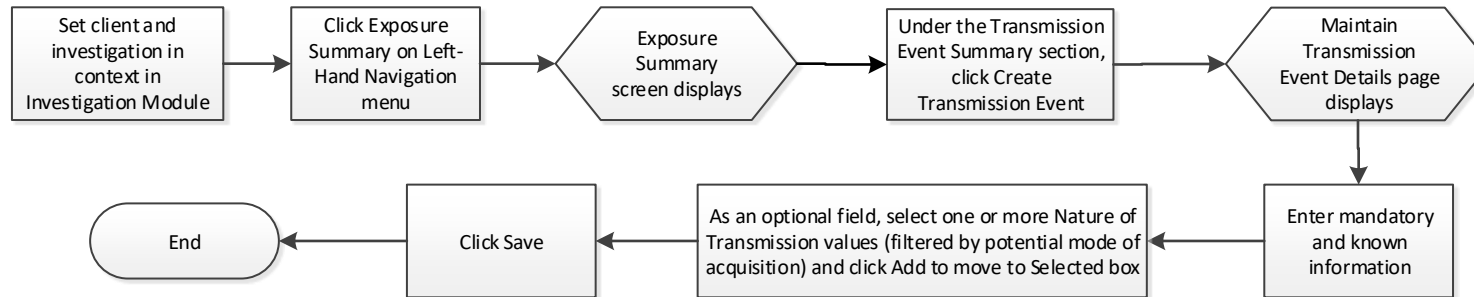 Set client and
investigation in
context in
Investigation Module
Click Exposure
Summary on Left-
Hand Navigation
menu
Exposure
Summary
screen displays
Under the Transmission
Event Summary section,
click Create
Transmission Event
Maintain
Transmission
Event Details page
displays
Enter mandatory
and known
information
As an optional field, select one or more Nature of
Transmission values (filtered by potential mode of
acquisition) and click Add to move to Selected box
Click Save
End